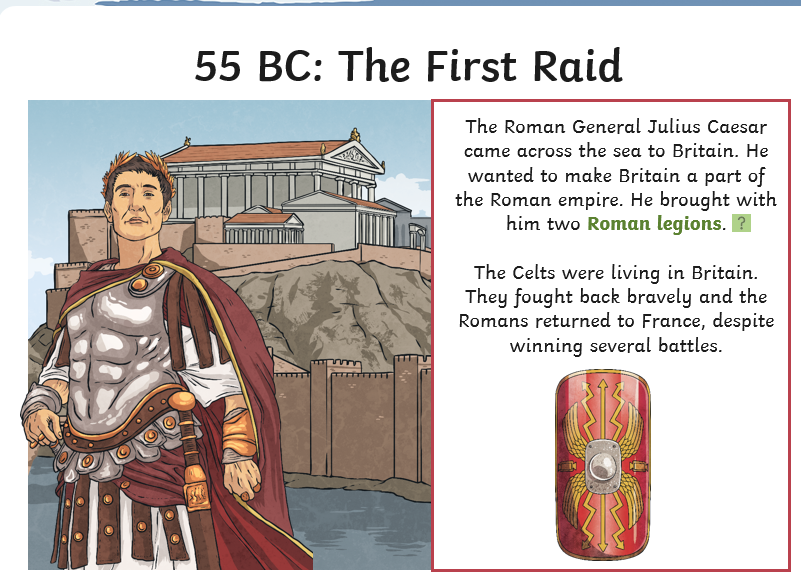 55 BC: The First Raid
The Roman General Julius Caesar
came across the sea to Britain. He
wanted to make Britain a part of
the Roman empire. He brought with
him two Roman legions. ?
The Celts were living in Britain.
They fought back bravely and the
Romans returned to France, despite
winning several battles.